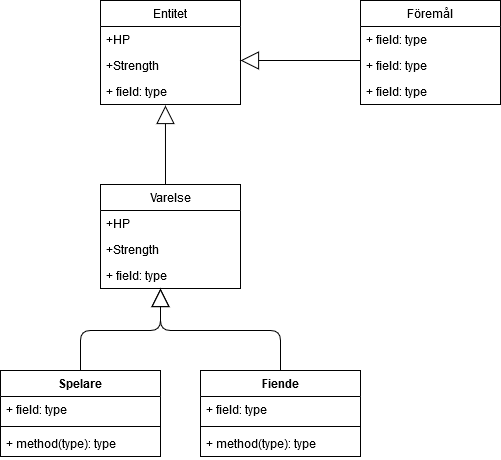 Entitet
+HP
+Strength
+ field: type
Föremål
+ field: type
+ field: type
+ field: type
Varelse
+HP
+Strength
+ field: type
Spelare
+ field: type
+ method(type): type
Fiende
+ field: type
+ method(type): type